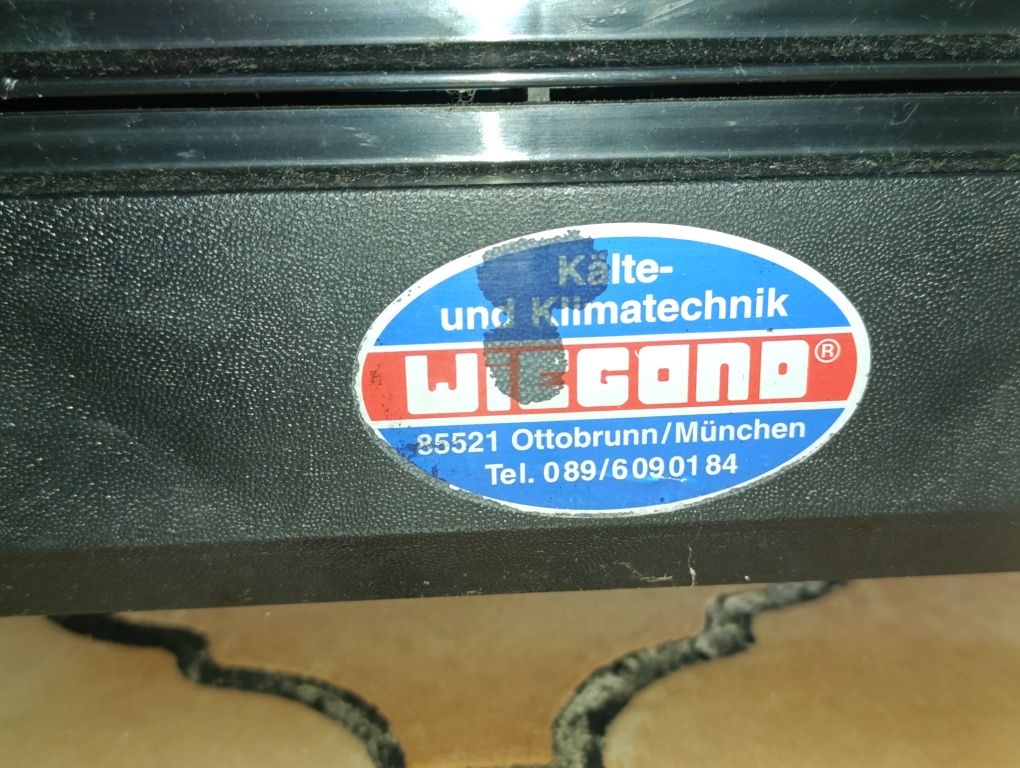 Kälte-
und Klimatechnik
WIEGAND®
85521 Ottobrunn/München
Tel. 089/6090184